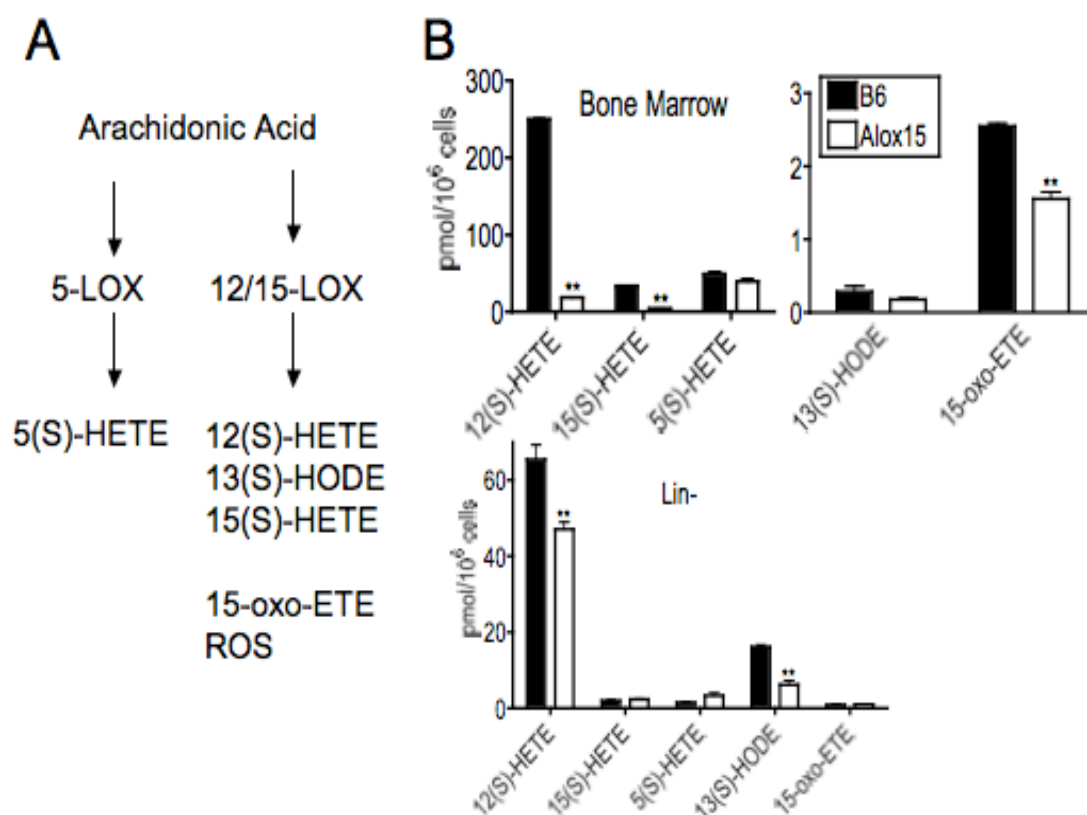 A
Arachidonic Acid
5-LOX 12/15-LOX
5(S)-HETE 12(S)-HETE
13(S)-HODE
15(S)-HETE
15-oxo-ETE
ROS
B
pmol/10⁶ cells
300
200
100
0
Bone Marrow
**
**
12(S)-HETE 15(S)-HETE 5(S)-HETE
3
2
1
0
B6
Alox15
**
13(S)-HODE 15-oxo-ETE
pmol/10⁶ cells
60
40
20
0
Lin-
**
**
12(S)-HETE 15(S)-HETE 5(S)-HETE 13(S)-HODE 15-oxo-ETE